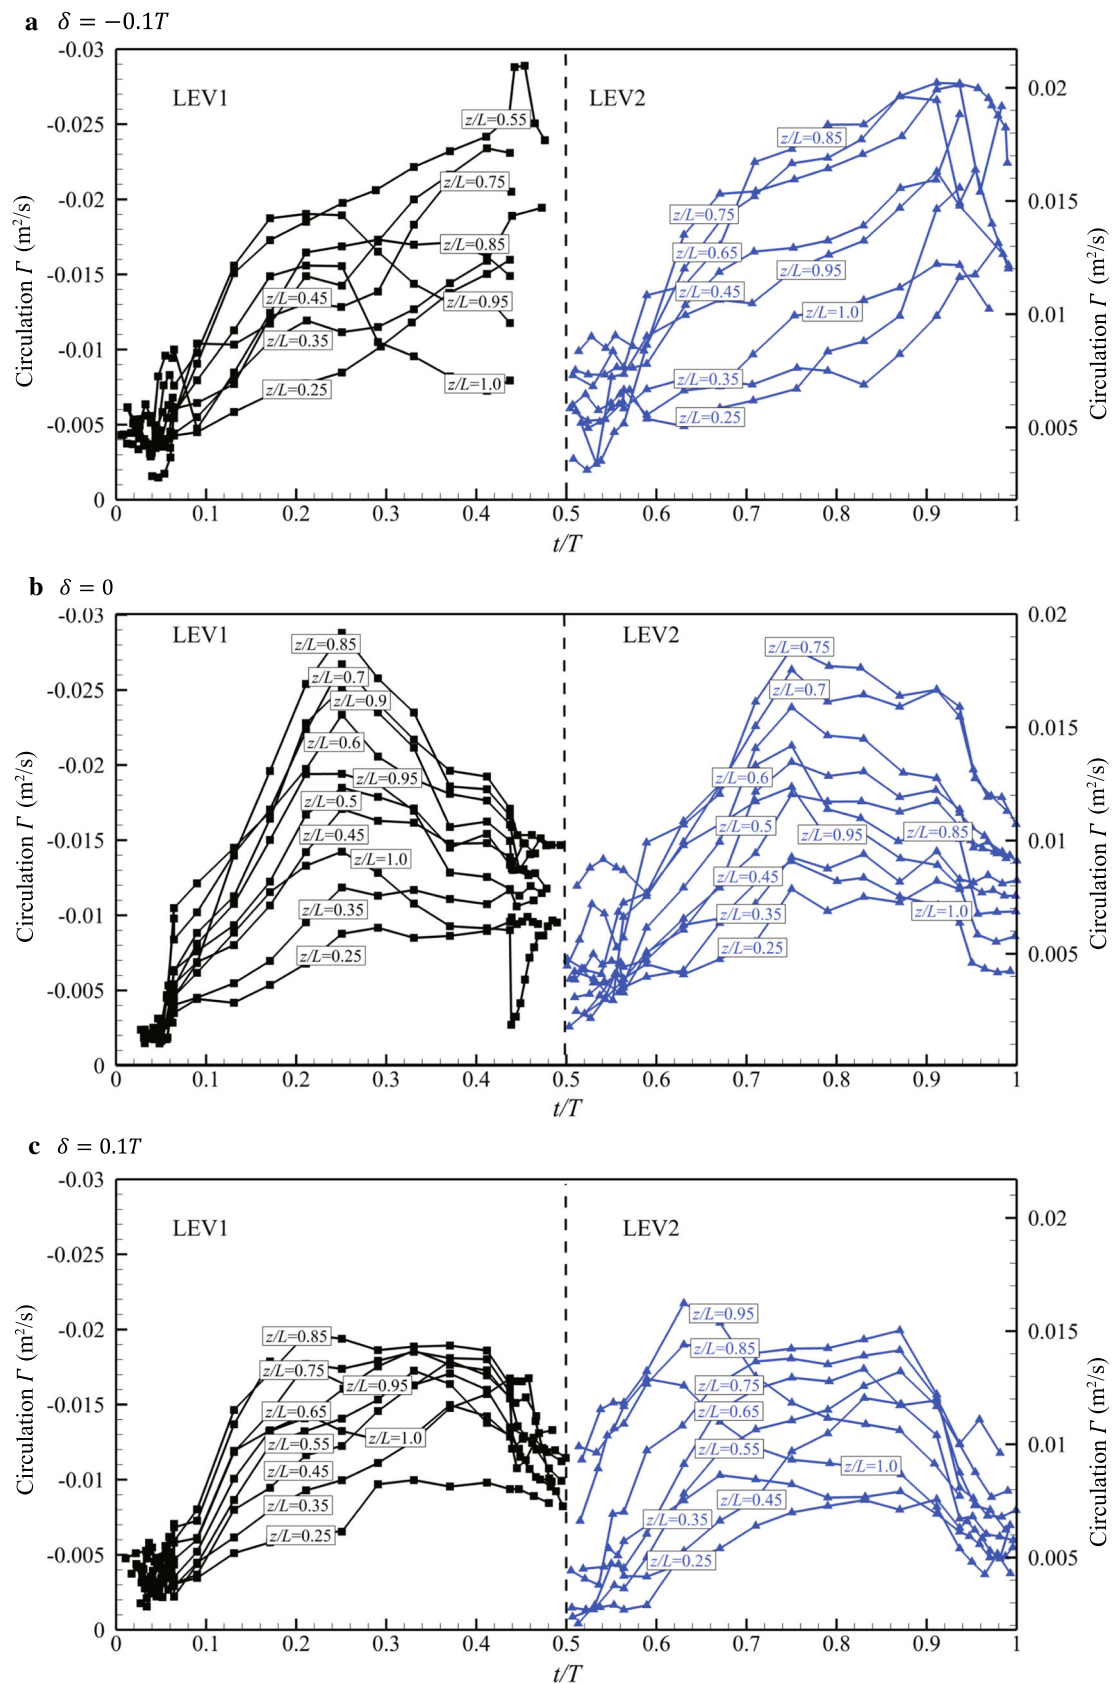 a δ = −0.1T
LEV1
LEV2
-0.03
-0.025
-0.02
-0.015
-0.01
-0.005
0
Circulation Γ (m²/s)
z/L=0.55
z/L=0.75
z/L=0.85
z/L=0.45
z/L=0.95
z/L=0.35
z/L=0.25
z/L=1.0
z/L=0.85
z/L=0.75
z/L=0.65
z/L=0.95
z/L=0.45
z/L=1.0
z/L=0.35
z/L=0.25
0.02
0.015
0.01
0.005
Circulation Γ (m²/s)
0 0.1 0.2 0.3 0.4 0.5 0.6 0.7 0.8 0.9 1
t/T
b δ = 0
LEV1
LEV2
-0.03
-0.025
-0.02
-0.015
-0.01
-0.005
0
Circulation Γ (m²/s)
z/L=0.85
z/L=0.7
z/L=0.9
z/L=0.6
z/L=0.95
z/L=0.5
z/L=0.45
z/L=1.0
z/L=0.35
z/L=0.25
z/L=0.75
z/L=0.7
z/L=0.6
z/L=0.5
z/L=0.95
z/L=0.85
z/L=0.45
z/L=0.35
z/L=1.0
z/L=0.25
0.02
0.015
0.01
0.005
Circulation Γ (m²/s)
0 0.1 0.2 0.3 0.4 0.5 0.6 0.7 0.8 0.9 1
t/T
c δ = 0.1T
LEV1
LEV2
-0.03
-0.025
-0.02
-0.015
-0.01
-0.005
0
Circulation Γ (m²/s)
z/L=0.85
z/L=0.75
z/L=0.95
z/L=0.65
z/L=1.0
z/L=0.55
z/L=0.45
z/L=0.35
z/L=0.25
z/L=0.95
z/L=0.85
z/L=0.75
z/L=0.65
z/L=0.55
z/L=1.0
z/L=0.45
z/L=0.35
z/L=0.25
0.02
0.015
0.01
0.005
Circulation Γ (m²/s)
0 0.1 0.2 0.3 0.4 0.5 0.6 0.7 0.8 0.9 1
t/T